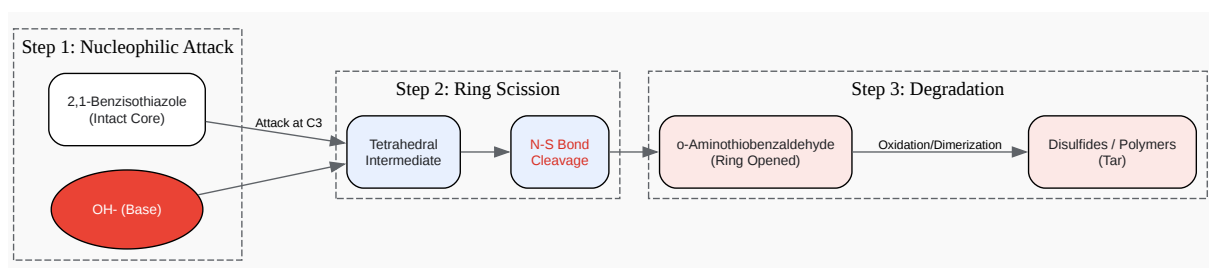 Step 1: Nucleophilic Attack
2,1-Benzisothiazole
(Intact Core)
OH- (Base)
Attack at C3
Step 2: Ring Scission
Tetrahedral
Intermediate
N-S Bond
Cleavage
Step 3: Degradation
o-Aminothiobenzaldehyde
(Ring Opened)
Oxidation/Dimerization
Disulfides / Polymers
(Tar)